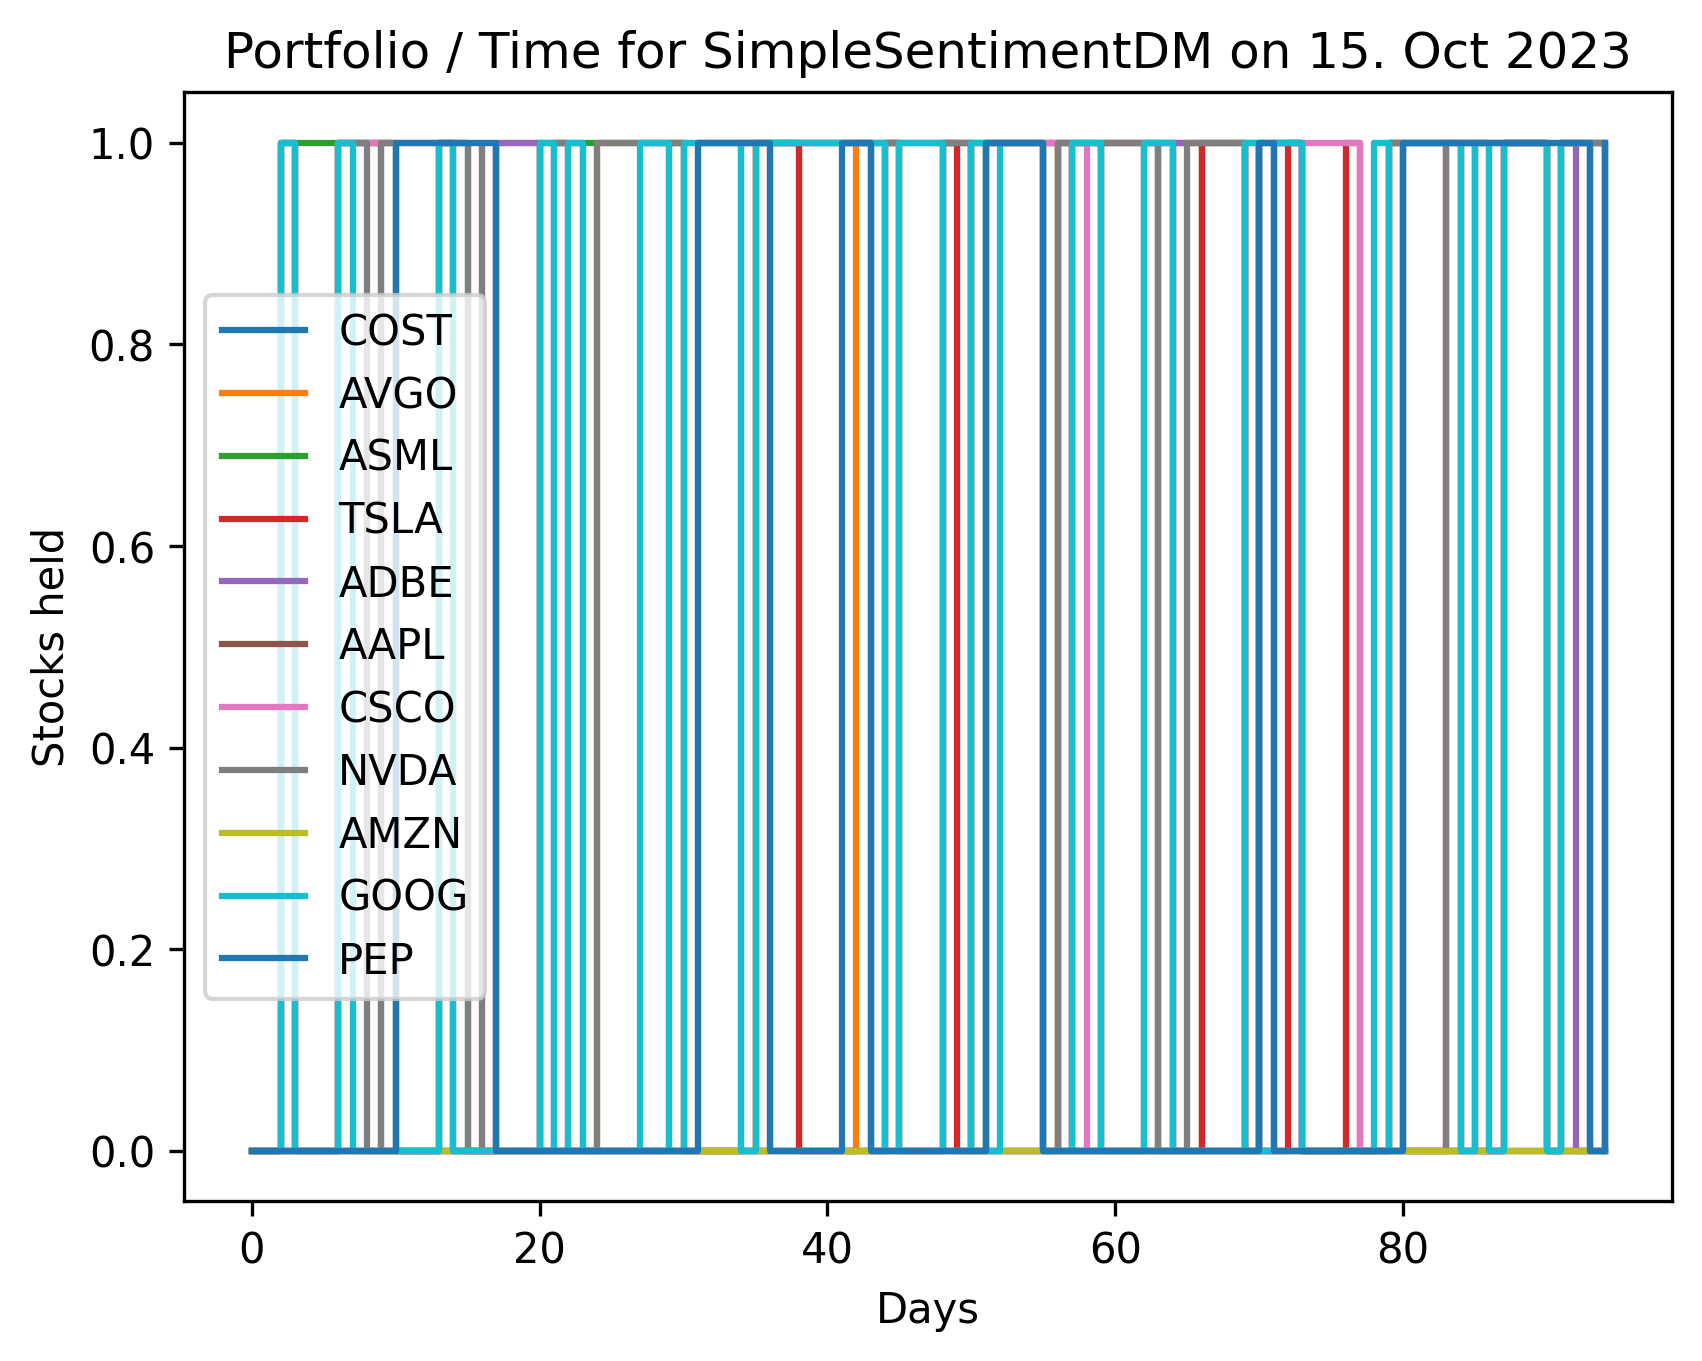 Portfolio / Time for SimpleSentimentDM on 15. Oct 2023
1.0
0.8
0.6
0.4
0.2
0.0
Stocks held
COST
AVGO
ASML
TSLA
ADBE
AAPL
CSCO
NVDA
AMZN
GOOG
PEP
0 20 40 60 80
Days